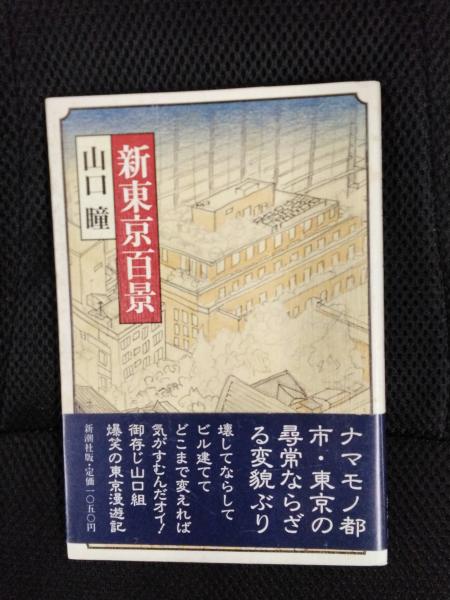 新東京百景
山口瞳
ナマモノ都
市・東京の
尋常ならざ
る変貌ぶり
壊してならして
ビル建てて
どこまで変えれば
気がすむんだオイ!
御存じ山口組
爆笑の東京漫遊記
新潮社版・定価一〇五〇円